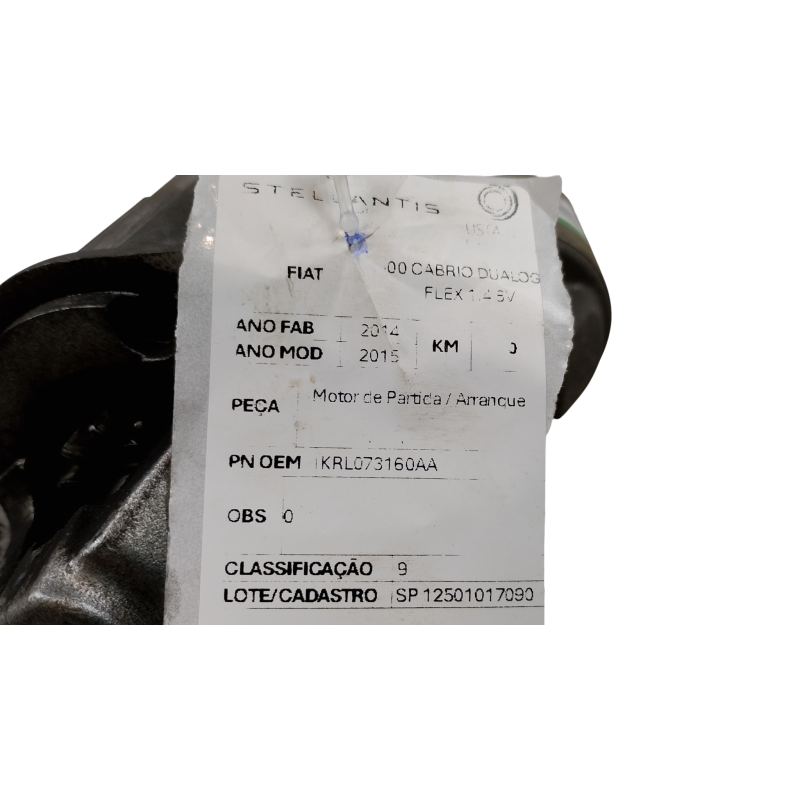 STELLANTIS
FIAT 00 CABRIO DUALOG
FLEX 1.4 8V
ANO FAB 2014
ANO MOD 2015 KM 0
PEÇA Motor de Partida / Arranque
PN OEM KRL073160AA
OBS 0
CLASSIFICAÇÃO 9
LOTE/CADASTRO SP 12501017090